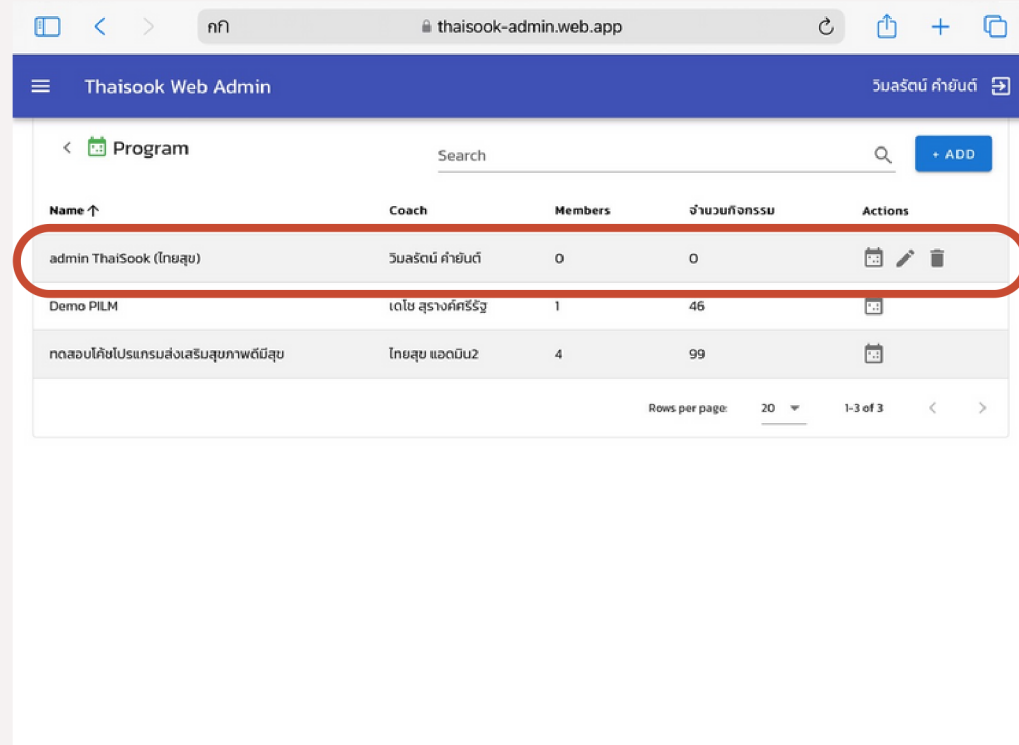 กกิ thaisook-admin.web.app
Thaisook Web Admin วิมลรัตน์ คำยันต์
Program Search + ADD
Name Coach Members จำนวนกิจกรรม Actions
admin ThaiSook (ไทยสุข) วิมลรัตน์ คำยันต์ 0 0
Demo PILM เดโช สุรางค์ศรีรัฐ 1 46
ทดสอบโค้ชโปรแกรมส่งเสริมสุขภาพดีมีสุข ไทยสุข แอดมิน2 4 99
Rows per page: 20 1-3 of 3